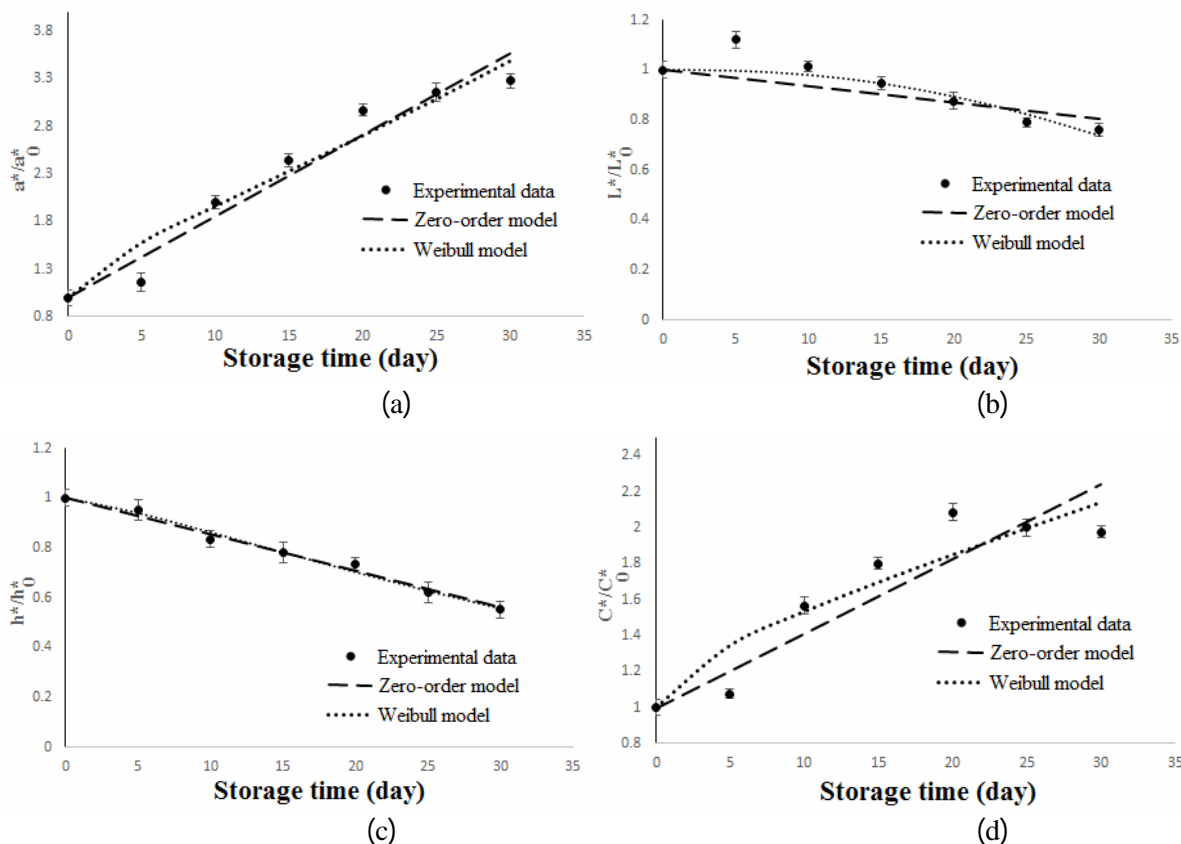 3.8
3.3
2.8
2.3
1.8
1.3
0.8
a*/a*0
0 5 10 15 20 25 30 35
Storage time (day)
Experimental data
Zero-order model
Weibull model
(a)
1.2
1
0.8
0.6
0.4
0.2
0
L*/L*0
0 5 10 15 20 25 30 35
Storage time (day)
Experimental data
Zero-order model
Weibull model
(b)
1.2
1
0.8
0.6
0.4
0.2
0
h*/h*0
0 5 10 15 20 25 30 35
Storage time (day)
Experimental data
Zero-order model
Weibull model
(c)
2.4
2.2
2
1.8
1.6
1.4
1.2
1
0.8
C*/C*0
0 5 10 15 20 25 30 35
Storage time (day)
Experimental data
Zero-order model
Weibull model
(d)